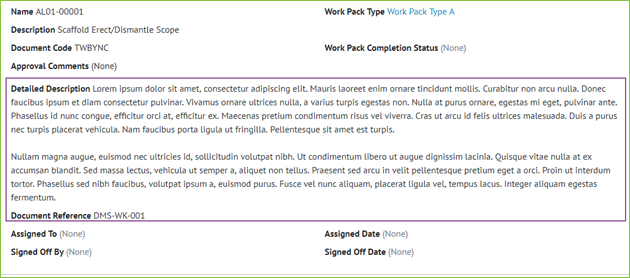 Name AL01-00001 Work Pack Type Work Pack Type A
Description Scaffold Erect/Dismantle Scope
Document Code TWBYNC Work Pack Completion Status (None)
Approval Comments (None)
Detailed Description Lorem ipsum dolor sit amet, consectetur adipiscing elit. Mauris laoreet enim ornare tincidunt mollis. Curabitur non arcu nulla. Donec
faucibus ipsum et diam consectetur pulvinar. Vivamus ornare ultrices nulla, a varius turpis egestas non. Nulla at purus ornare, egestas mi eget, pulvinar ante.
Phasellus id nunc congue, efficitur orci at, efficitur ex. Maecenas pretium condimentum risus vel viverra. Cras ut arcu id felis ultrices malesuada. Duis a purus
nec turpis placerat vehicula. Nam faucibus porta ligula ut fringilla. Pellentesque sit amet est turpis.
Nullam magna augue, euismod nec ultricies id, sollicitudin volutpat nibh. Ut condimentum libero ut augue dignissim lacinia. Quisque vitae nulla at ex
accumsan blandit. Sed massa lectus, vehicula ut semper a, aliquet non tellus. Praesent sed arcu in velit pellentesque pretium eget a orci. Proin ut interdum
tortor. Phasellus sed nibh faucibus, volutpat ipsum a, euismod purus. Fusce vel nunc aliquam, placerat ligula vel, tempus lacus. Integer aliquam egestas
fermentum.
Document Reference DMS-WK-001
Assigned To (None) Assigned Date (None)
Signed Off By (None) Signed Off Date (None)